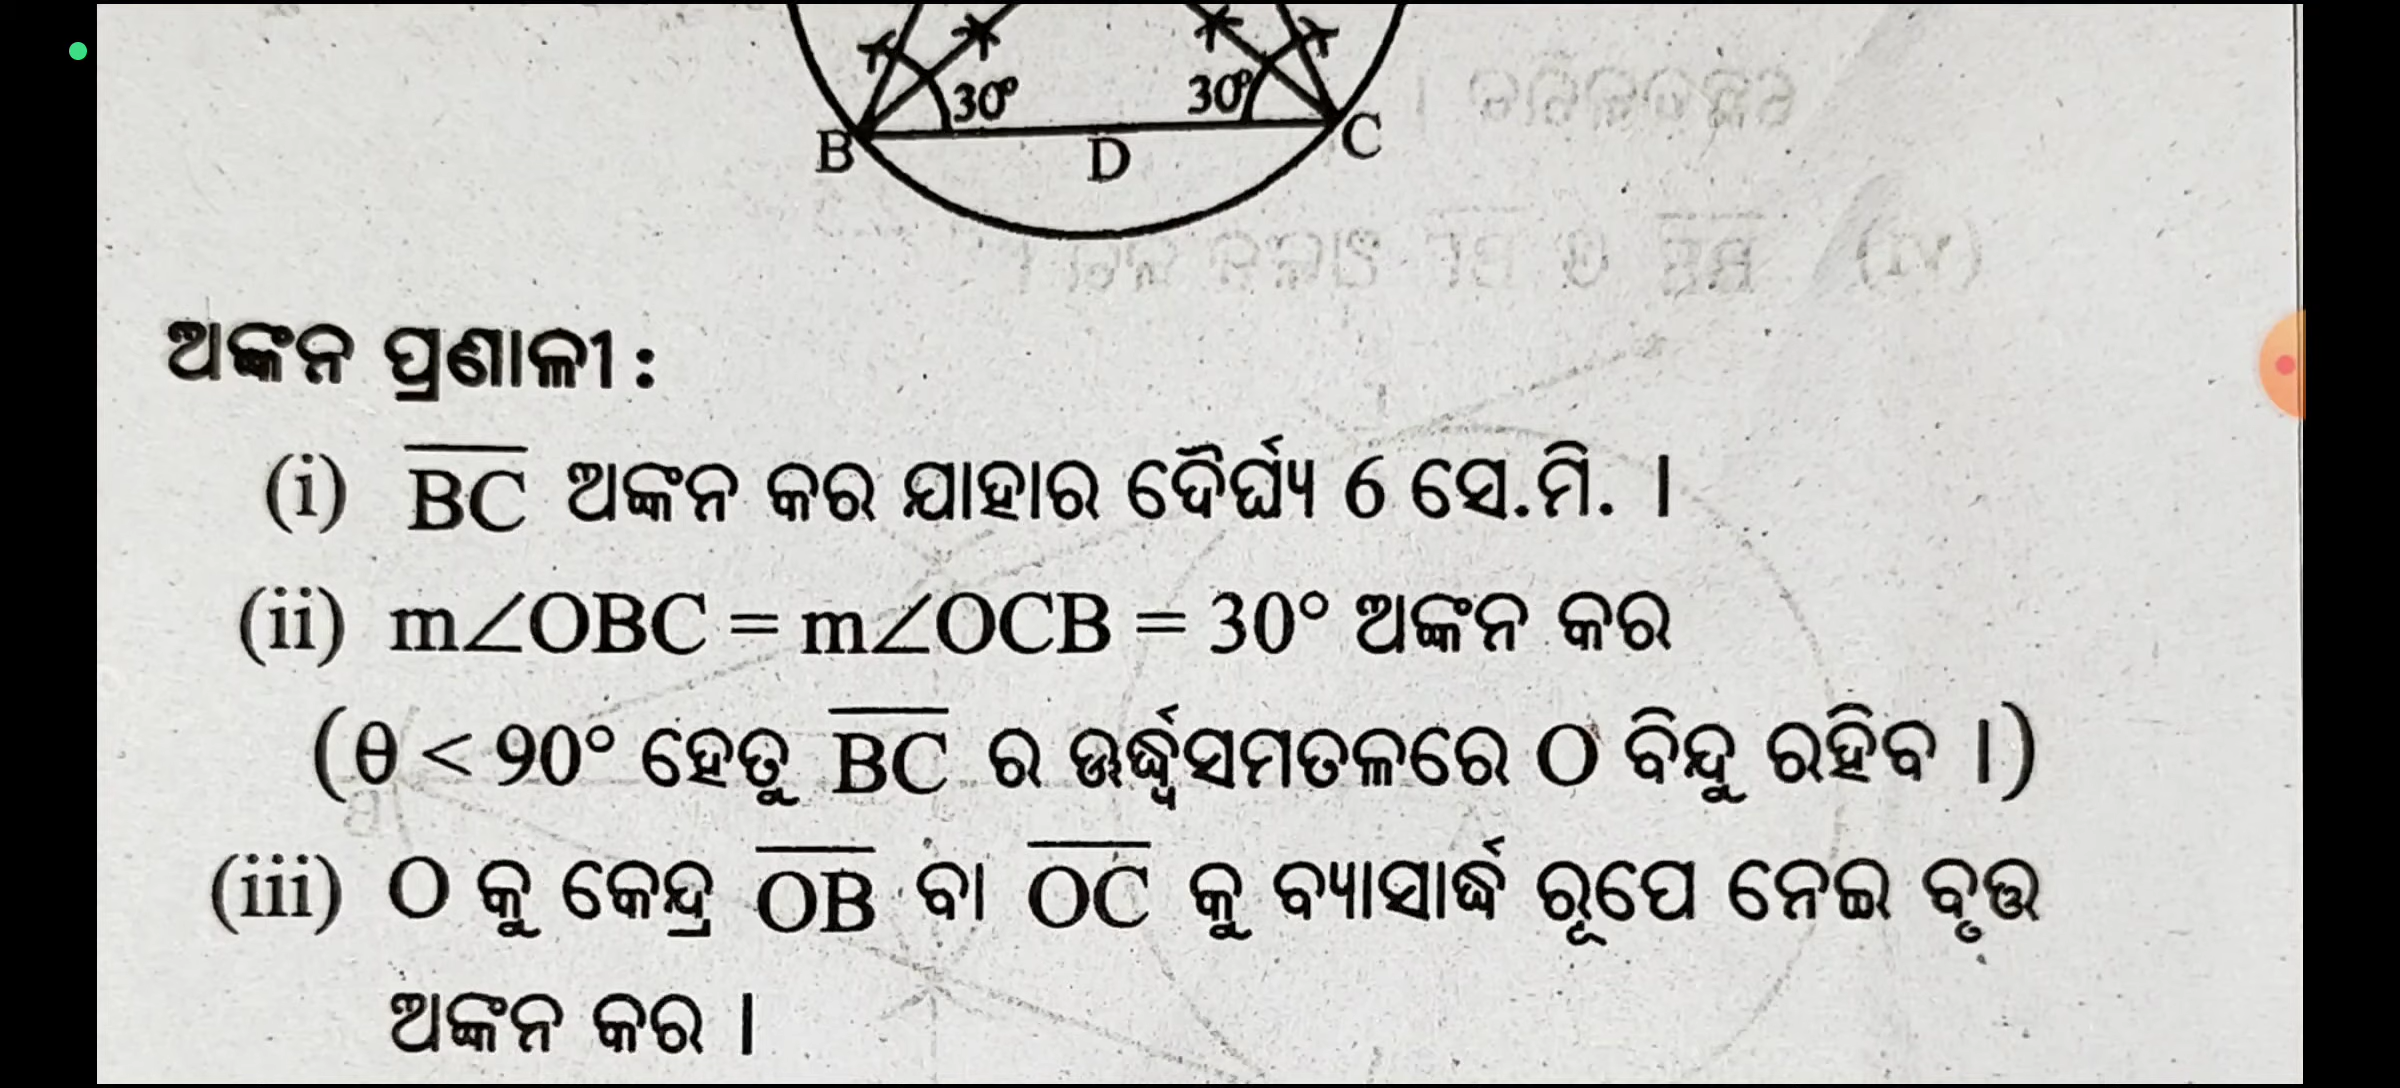 30° 30°
B D C
ଅଙ୍କନ ପ୍ରଣାଳୀ :
(i) BC ଅଙ୍କନ କର ଯାହାର ଦୈର୍ଘ୍ୟ 6 ସେ.ମି. ।
(ii) m∠OBC = m∠OCB = 30° ଅଙ୍କନ କର
(θ < 90° ହେତୁ BC ର ଊର୍ଦ୍ଧ୍ୱସମତଳରେ O ବିନ୍ଦୁ ରହିବ ।)
(iii) O କୁ କେନ୍ଦ୍ର OB ବା OC କୁ ବ୍ୟାସାର୍ଦ୍ଧ ରୂପେ ନେଇ ବୃତ୍ତ
ଅଙ୍କନ କର ।